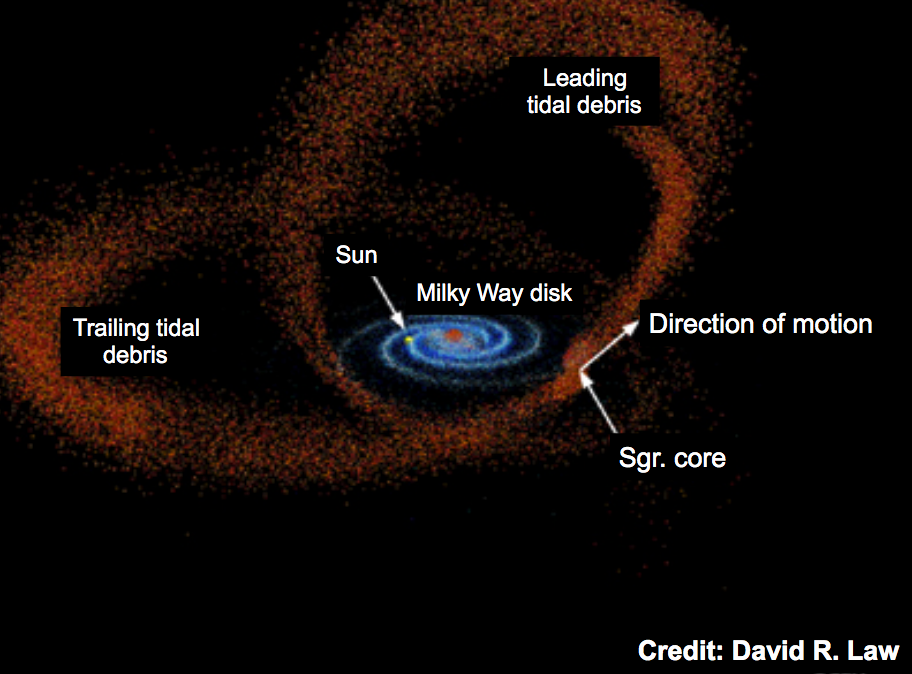 Leading
tidal debris
Sun
Milky Way disk
Trailing tidal
debris
Direction of motion
Sgr. core
Credit: David R. Law